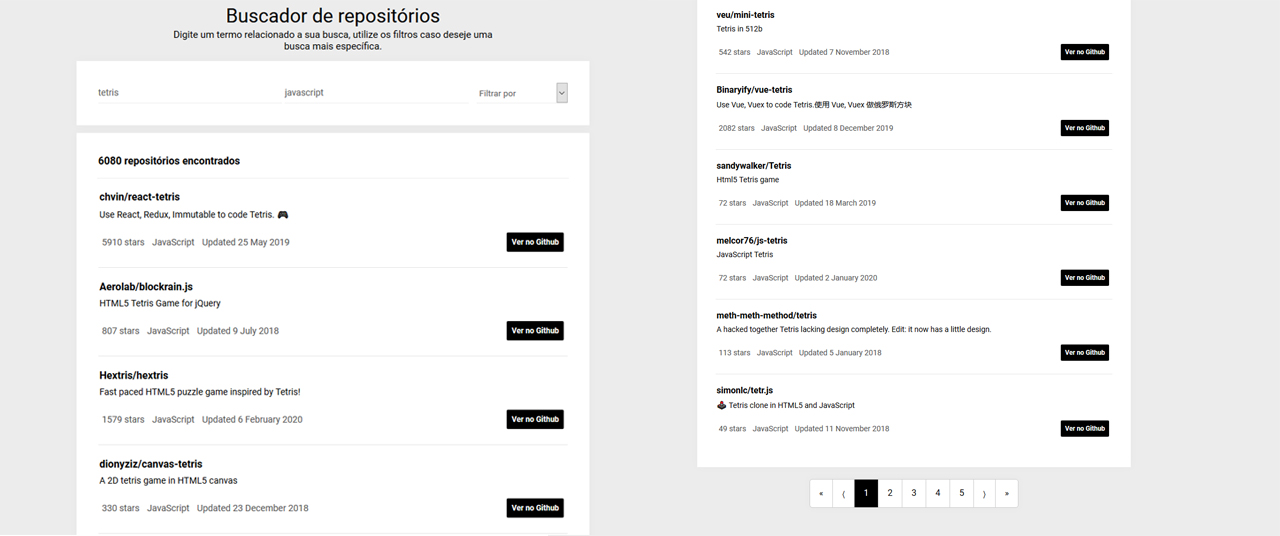 Buscador de repositórios
Digite um termo relacionado a sua busca, utilize os filtros caso deseje uma
busca mais específica.
tetris javascript Filtrar por
6080 repositórios encontrados
chvin/react-tetris
Use React, Redux, Immutable to code Tetris. 🎮
5910 stars JavaScript Updated 25 May 2019 Ver no Github
Aerolab/blockrain.js
HTML5 Tetris Game for jQuery
807 stars JavaScript Updated 9 July 2018 Ver no Github
Hextris/hextris
Fast paced HTML5 puzzle game inspired by Tetris!
1579 stars JavaScript Updated 6 February 2020 Ver no Github
dionyziz/canvas-tetris
A 2D tetris game in HTML5 canvas
330 stars JavaScript Updated 23 December 2018 Ver no Github
veu/mini-tetris
Tetris in 512b
542 stars JavaScript Updated 7 November 2018 Ver no Github
Binaryify/vue-tetris
Use Vue, Vuex to code Tetris.使用 Vue, Vuex 做俄罗斯方块
2082 stars JavaScript Updated 8 December 2019 Ver no Github
sandywalker/Tetris
Html5 Tetris game
72 stars JavaScript Updated 18 March 2019 Ver no Github
melcor76/js-tetris
JavaScript Tetris
72 stars JavaScript Updated 2 January 2020 Ver no Github
meth-meth-method/tetris
A hacked together Tetris lacking design completely. Edit: it now has a little design.
113 stars JavaScript Updated 5 January 2018 Ver no Github
simonlc/tetr.js
🕹️ Tetris clone in HTML5 and JavaScript
49 stars JavaScript Updated 11 November 2018 Ver no Github
« ⟨ 1 2 3 4 5 ⟩ »